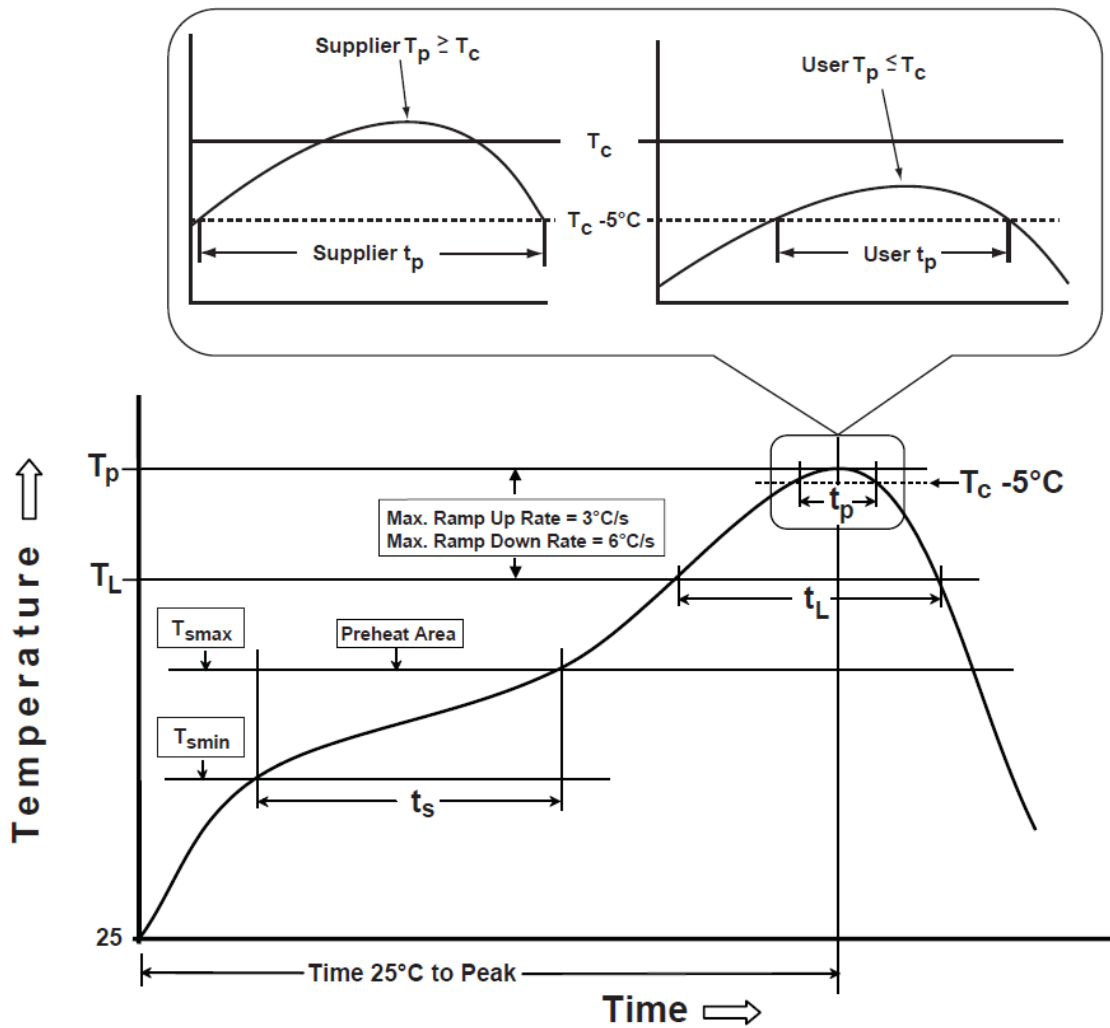 Supplier Tp ≥ Tc
User Tp ≤ Tc
Tc
Tc -5°C
Supplier tp
User tp
Tp
Tc -5°C
tp
Max. Ramp Up Rate = 3°C/s
Max. Ramp Down Rate = 6°C/s
TL
tL
Tsmax
Preheat Area
Tsmin
ts
Temperature
25
Time 25°C to Peak
Time